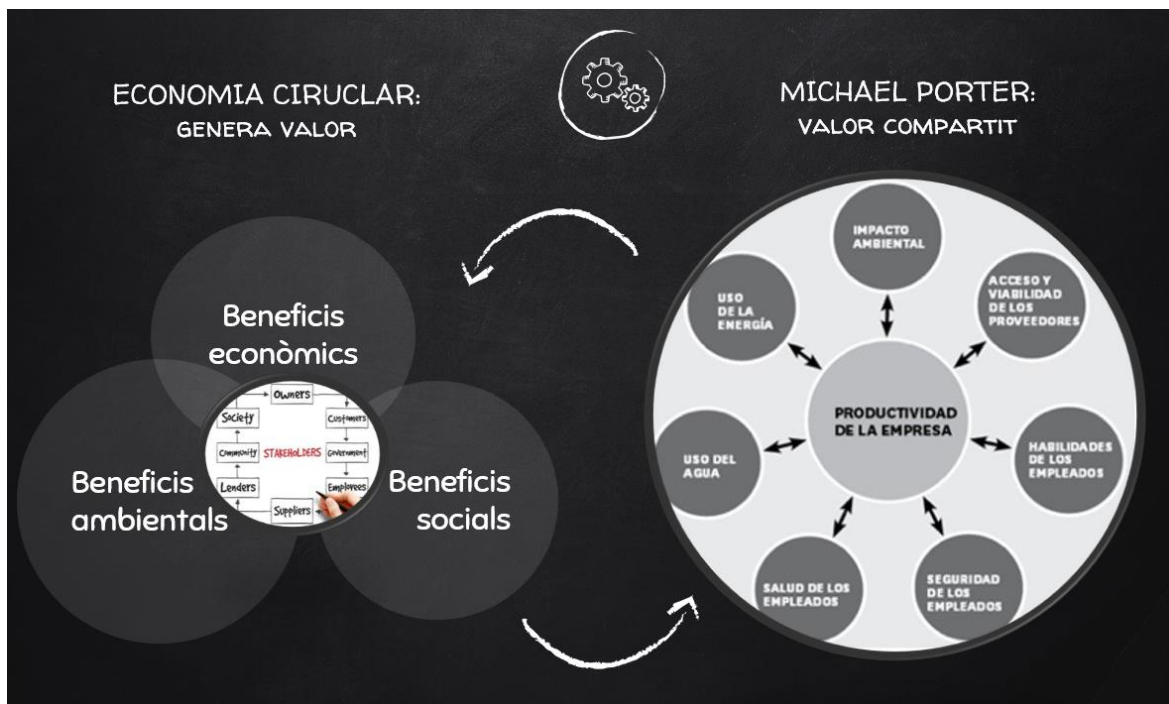 ECONOMIA CIRUCLAR:
GENERA VALOR
MICHAEL PORTER:
VALOR COMPARTIT
Beneficis
econòmics
Beneficis
ambientals
Beneficis
socials
Owners
Customers
Government
Employees
Suppliers
Lenders
Community
Society
STAKEHOLDERS
IMPACTO
AMBIENTAL
ACCESO Y
VIABILIDAD
DE LOS
PROVEEDORES
HABILIDADES
DE LOS
EMPLEADOS
SEGURIDAD
DE LOS
EMPLEADOS
SALUD DE LOS
EMPLEADOS
USO DEL
AGUA
USO
DE LA
ENERGÍA
PRODUCTIVIDAD
DE LA EMPRESA